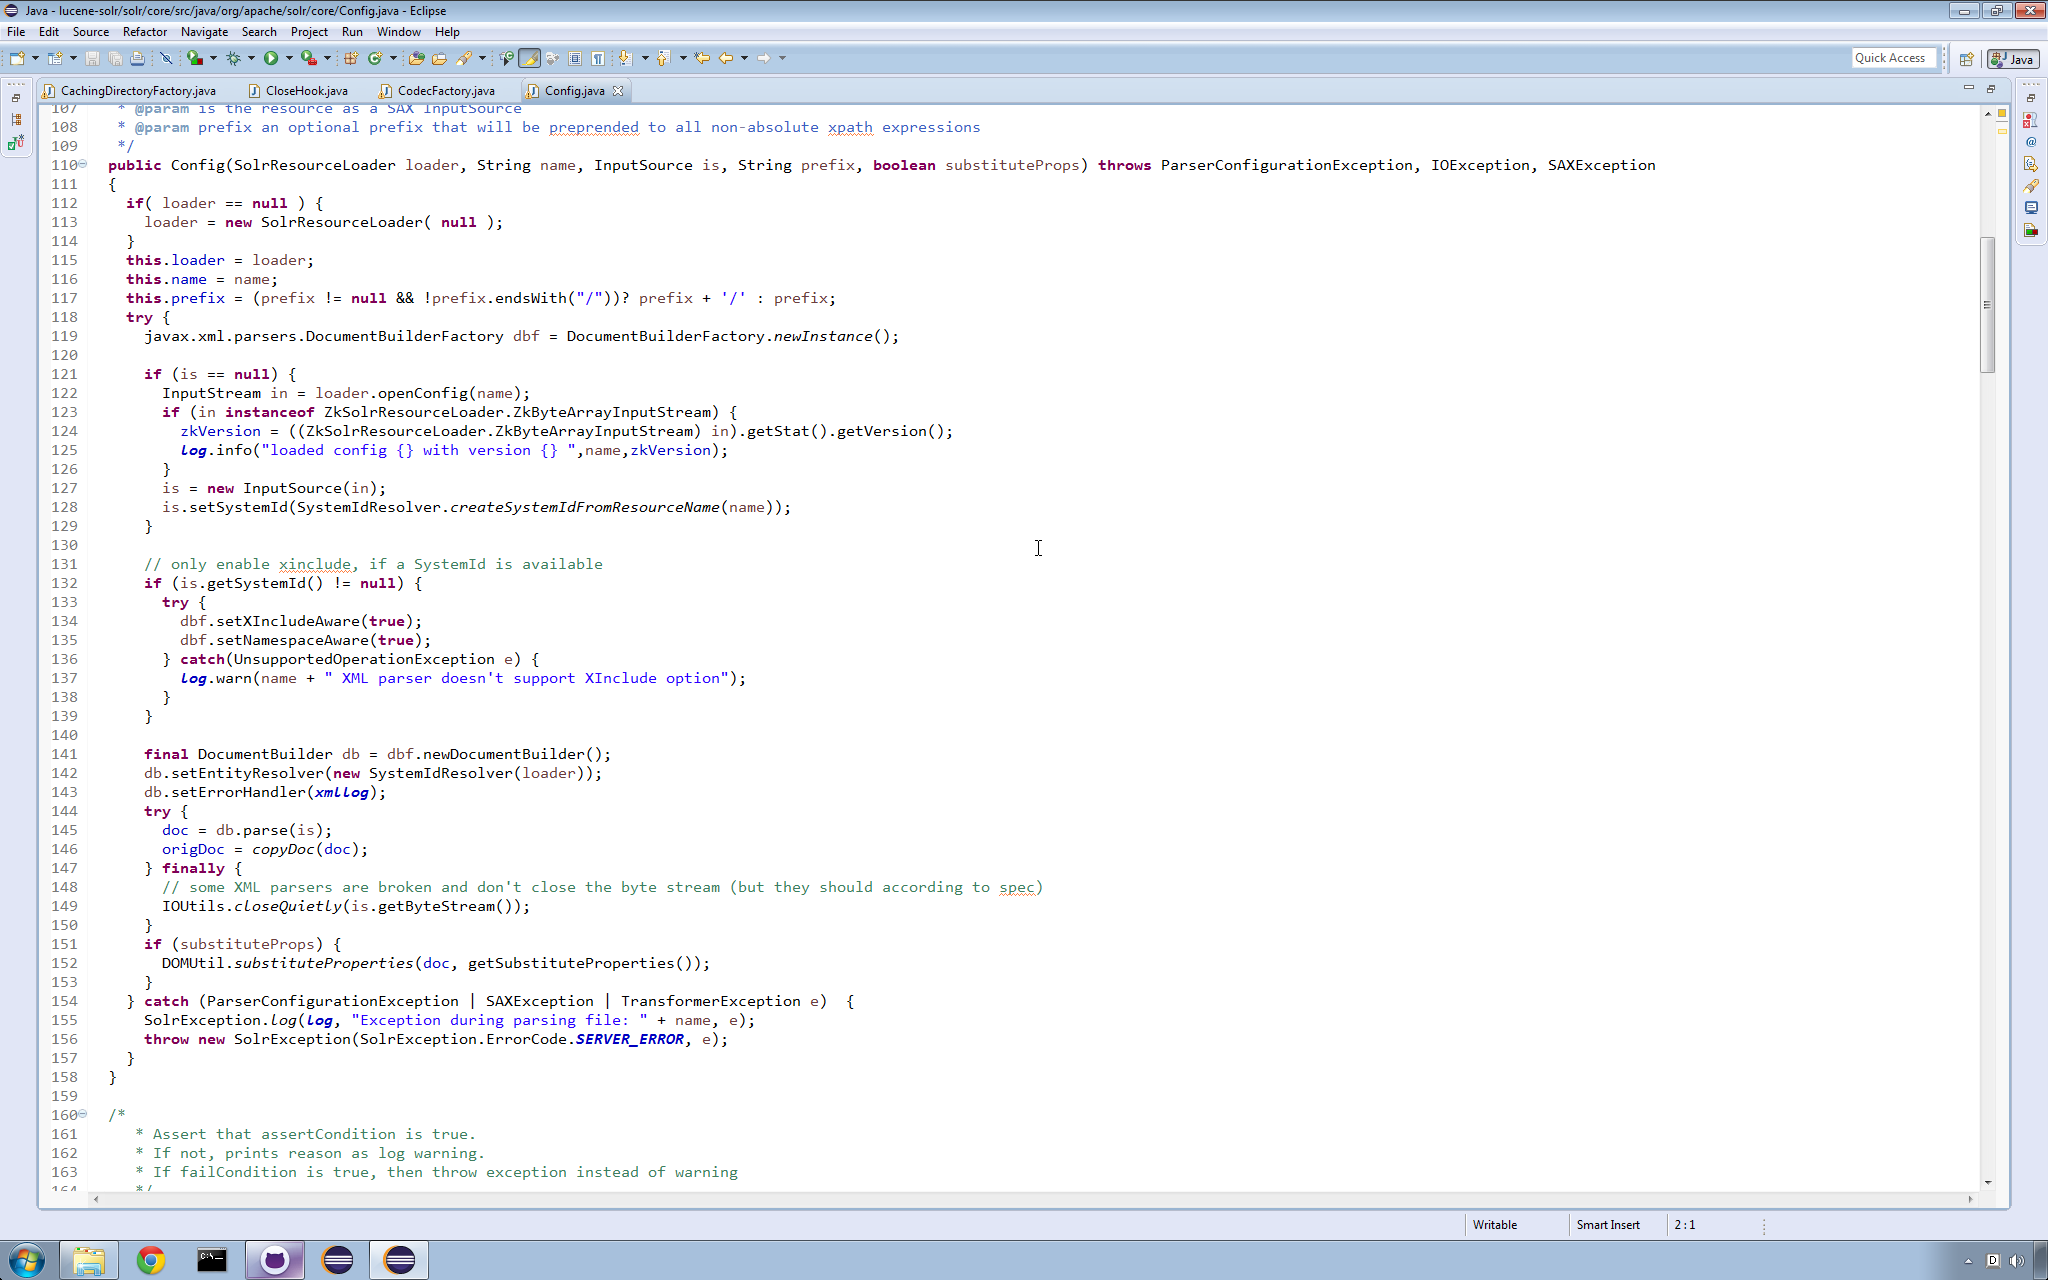 Java - lucene-solr/solr/core/src/java/org/apache/solr/core/Config.java - Eclipse
File Edit Source Refactor Navigate Search Project Run Window Help
Quick Access
Java
CachingDirectoryFactory.java CloseHook.java CodecFactory.java Config.java
107 * @param is the resource as a SAX InputSource
108 * @param prefix an optional prefix that will be preprended to all non-absolute xpath expressions
109 */
110 public Config(SolrResourceLoader loader, String name, InputSource is, String prefix, boolean substituteProps) throws ParserConfigurationException, IOException, SAXException
111 {
112 if( loader == null ) {
113 loader = new SolrResourceLoader( null );
114 }
115 this.loader = loader;
116 this.name = name;
117 this.prefix = (prefix != null && !prefix.endsWith("/"))? prefix + '/' : prefix;
118 try {
119 javax.xml.parsers.DocumentBuilderFactory dbf = DocumentBuilderFactory.newInstance();
120
121 if (is == null) {
122 InputStream in = loader.openConfig(name);
123 if (in instanceof ZkSolrResourceLoader.ZkByteArrayInputStream) {
124 zkVersion = ((ZkSolrResourceLoader.ZkByteArrayInputStream) in).getStat().getVersion();
125 log.info("loaded config {} with version {} ",name,zkVersion);
126 }
127 is = new InputSource(in);
128 is.setSystemId(SystemIdResolver.createSystemIdFromResourceName(name));
129 }
130
131 // only enable xinclude, if a SystemId is available
132 if (is.getSystemId() != null) {
133 try {
134 dbf.setXIncludeAware(true);
135 dbf.setNamespaceAware(true);
136 } catch(UnsupportedOperationException e) {
137 log.warn(name + " XML parser doesn't support XInclude option");
138 }
139 }
140
141 final DocumentBuilder db = dbf.newDocumentBuilder();
142 db.setEntityResolver(new SystemIdResolver(loader));
143 db.setErrorHandler(xmllog);
144 try {
145 doc = db.parse(is);
146 origDoc = copyDoc(doc);
147 } finally {
148 // some XML parsers are broken and don't close the byte stream (but they should according to spec)
149 IOUtils.closeQuietly(is.getByteStream());
150 }
151 if (substituteProps) {
152 DOMUtil.substituteProperties(doc, getSubstituteProperties());
153 }
154 } catch (ParserConfigurationException | SAXException | TransformerException e)  {
155 SolrException.log(log, "Exception during parsing file: " + name, e);
156 throw new SolrException(SolrException.ErrorCode.SERVER_ERROR, e);
157 }
158 }
159
160 /*
161 * Assert that assertCondition is true.
162 * If not, prints reason as log warning.
163 * If failCondition is true, then throw exception instead of warning
164 */
Writable Smart Insert 2 : 1